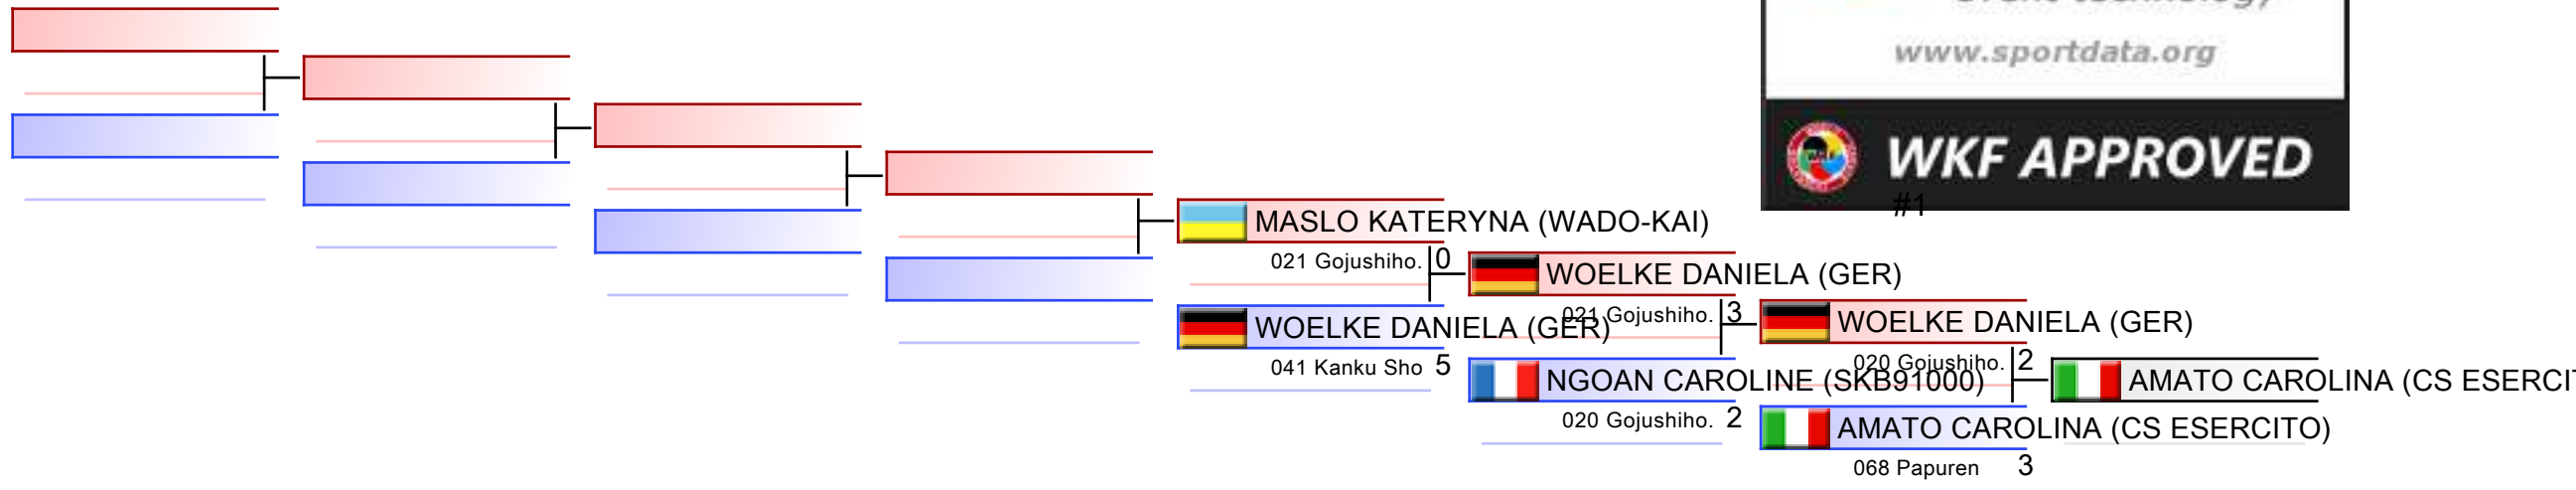 www.sportdata.org
WKF APPROVED
#1
MASLO KATERYNA (WADO-KAI)
021 Gojushiho. 0
WOELKE DANIELA (GER)
041 Kanku Sho 5
WOELKE DANIELA (GER)
021 Gojushiho. 3
NGOAN CAROLINE (SKB91000)
020 Gojushiho. 2
WOELKE DANIELA (GER)
020 Gojushiho. 2
AMATO CAROLINA (CS ESERCITO)
068 Papuren 3
AMATO CAROLINA (CS ESERCI